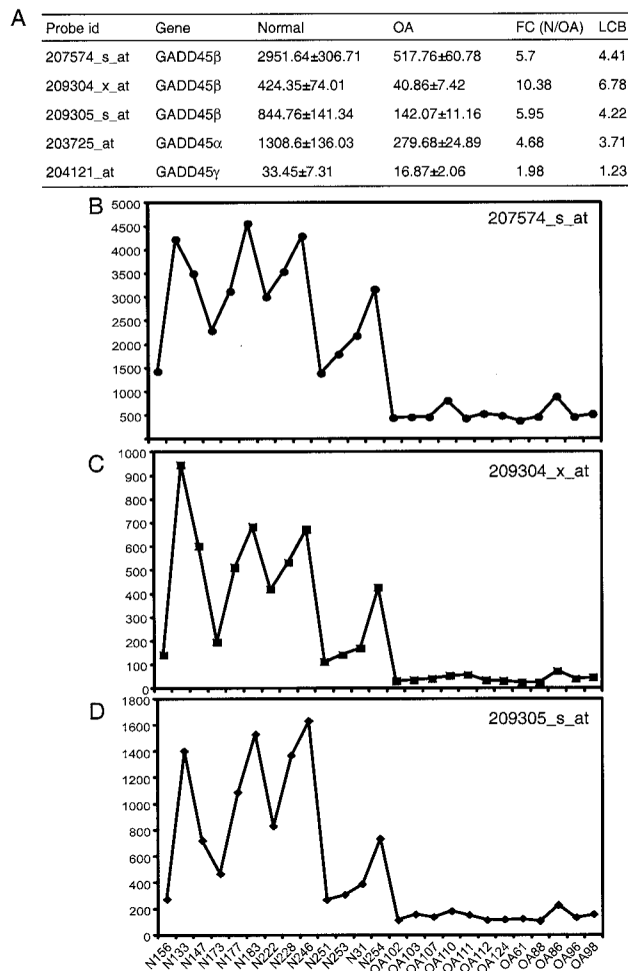 A
Probe id Gene Normal OA FC (N/OA) LCB
207574_s_at GADD45β 2951.64±306.71 517.76±60.78 5.7 4.41
209304_x_at GADD45β 424.35±74.01 40.86±7.42 10.38 6.78
209305_s_at GADD45β 844.76±141.34 142.07±11.16 5.95 4.22
203725_at GADD45α 1308.6±136.03 279.68±24.89 4.68 3.71
204121_at GADD45γ 33.45±7.31 16.87±2.06 1.98 1.23
B
207574_s_at
5000
4500
4000
3500
3000
2500
2000
1500
1000
500
C
209304_x_at
1000
900
800
700
600
500
400
300
200
100
0
D
209305_s_at
1800
1600
1400
1200
1000
800
600
400
200
0
N156 N133 N147 N173 N177 N183 N222 N228 N246 N251 N253 N31 N254 OA102 OA103 OA107 OA110 OA111 OA112 OA124 OA61 OA88 OA86 OA96 OA98